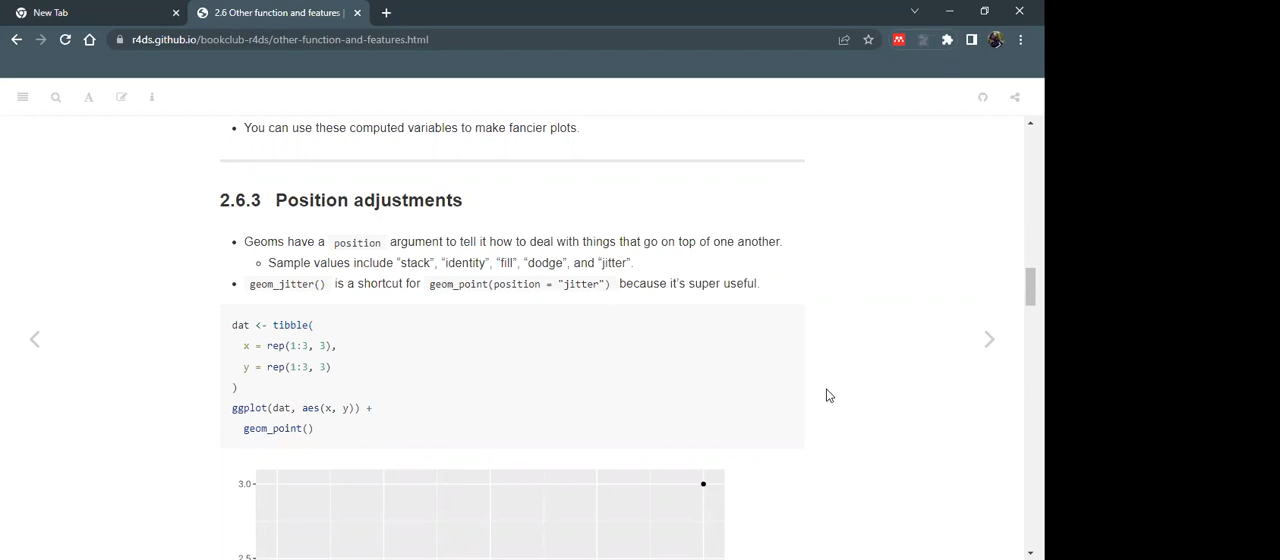 New Tab
2.6 Other function and features |
r4ds.github.io/bookclub-r4ds/other-function-and-features.html
You can use these computed variables to make fancier plots.
2.6.3 Position adjustments
Geoms have a position argument to tell it how to deal with things that go on top of one another.
Sample values include “stack”, “identity”, “fill”, “dodge”, and “jitter”.
geom_jitter() is a shortcut for geom_point(position = "jitter") because it’s super useful.
dat <- tibble(
x = rep(1:3, 3),
y = rep(1:3, 3)
)
ggplot(dat, aes(x, y)) +
geom_point()
3.0
2.5